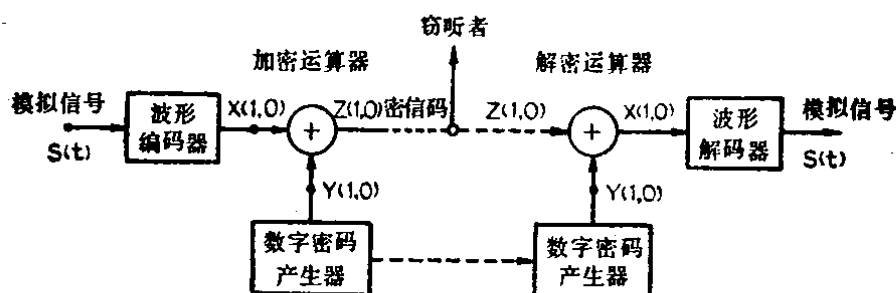 窃听者
加密运算器
解密运算器
模拟信号
S(t)
波形
编码器
X(1,0)
+
Z(1,0)密信码
Z(1,0)
+
X(1,0)
波形
解码器
模拟信号
S(t)
Y(1,0)
Y(1,0)
数字密码
产生器
数字密码
产生器